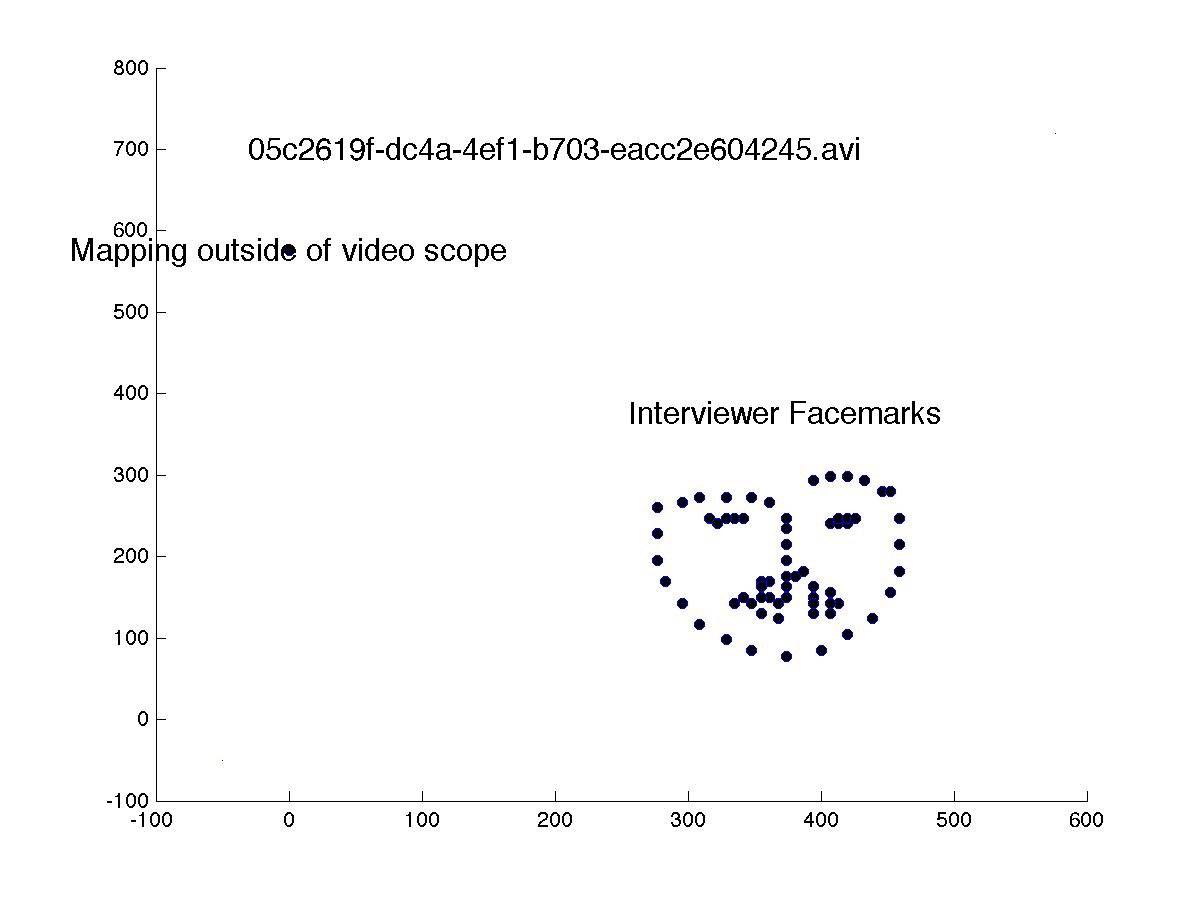 800
700
05c2619f-dc4a-4ef1-b703-eacc2e604245.avi
600
Mapping outside of video scope
500
400
Interviewer Facemarks
300
200
100
0
-100
-100 0 100 200 300 400 500 600